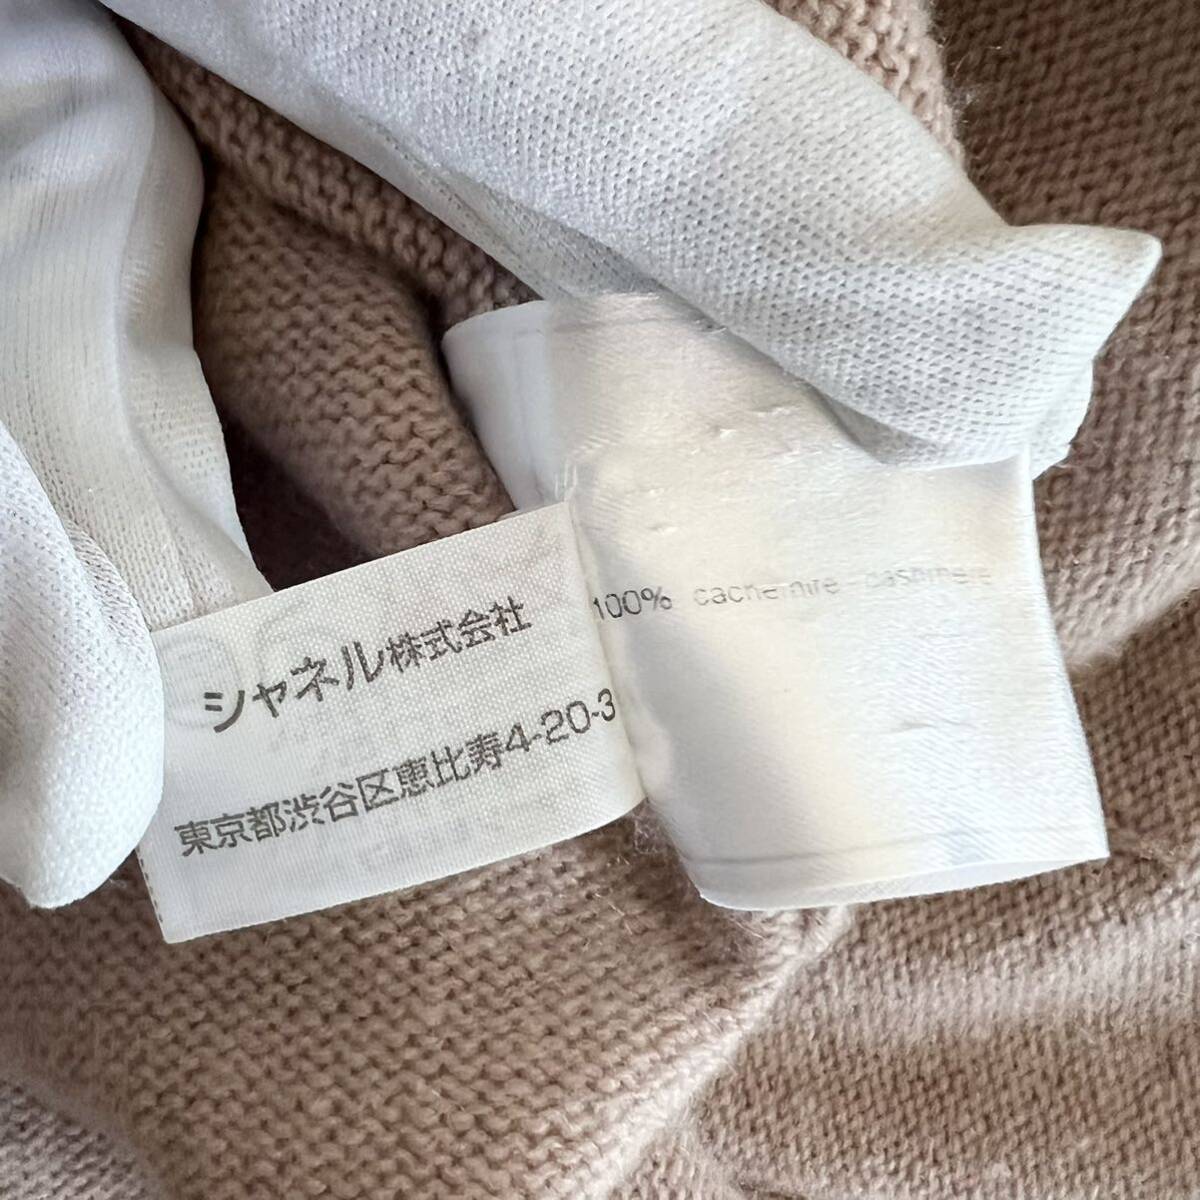 シャネル株式会社
東京都渋谷区恵比寿4-20-3
100% cachemire cashmere